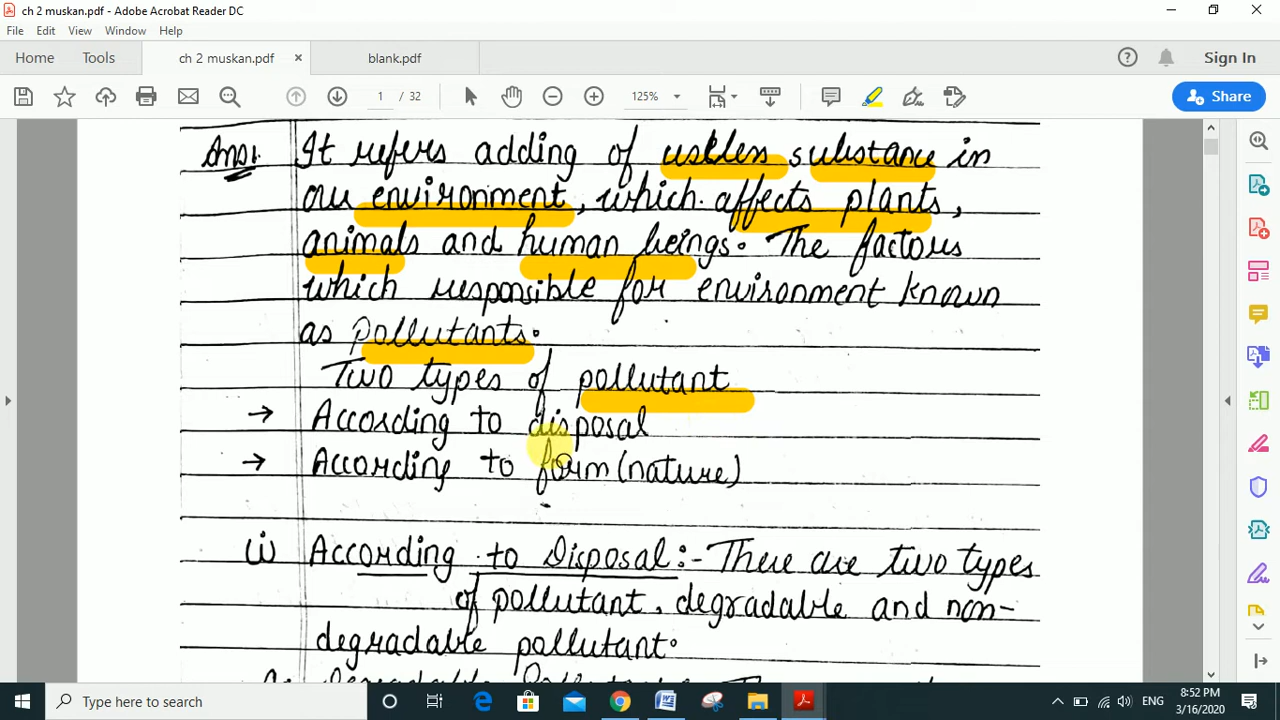 ch 2 muskan.pdf - Adobe Acrobat Reader DC
File Edit View Window Help
Home Tools ch 2 muskan.pdf × blank.pdf Sign In
1 / 32 125% Share
Ans1. It refers adding of useless substance in
our environment, which affects plants,
animals and human beings. The factors
which responsible for environment known
as pollutants.
Two types of pollutant
→ According to disposal
→ According to form (nature)
(i) According to Disposal:- There are two types
of pollutant, degradable and non-
degradable pollutant.
Type here to search
ENG 8:52 PM
3/16/2020